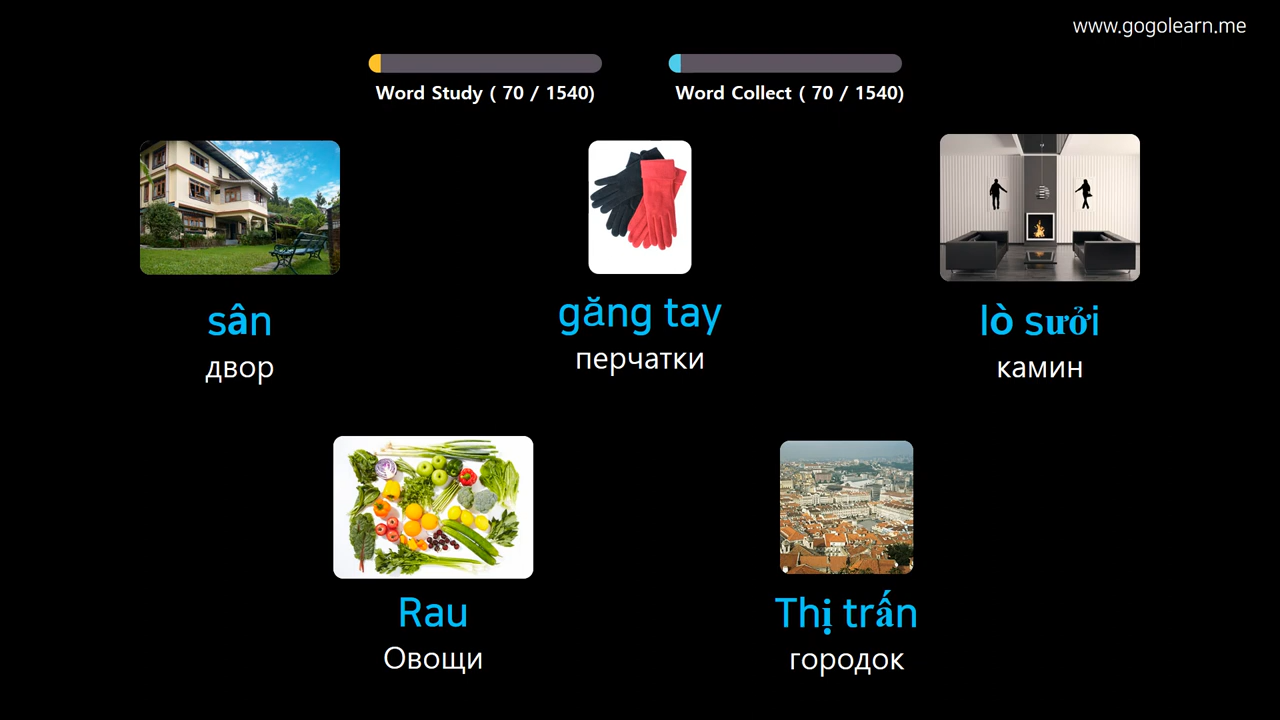 www.gogolearn.me
Word Study ( 70 / 1540)
Word Collect ( 70 / 1540)
sân
găng tay
lò sưởi
двор
перчатки
камин
Rau
Thị trấn
Овощи
городок